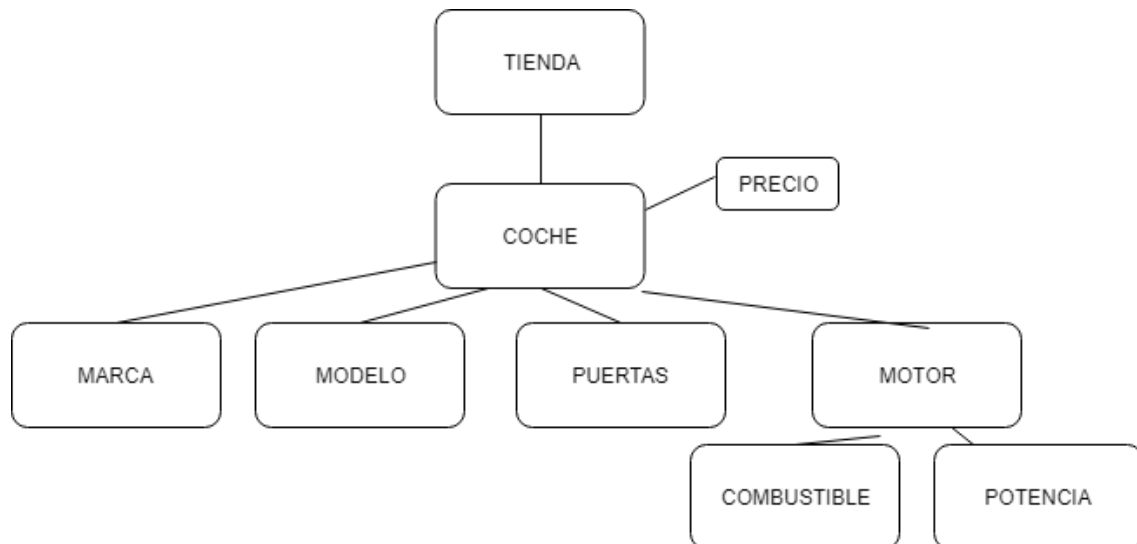 TIENDA
PRECIO
COCHE
MARCA
MODELO
PUERTAS
MOTOR
COMBUSTIBLE
POTENCIA